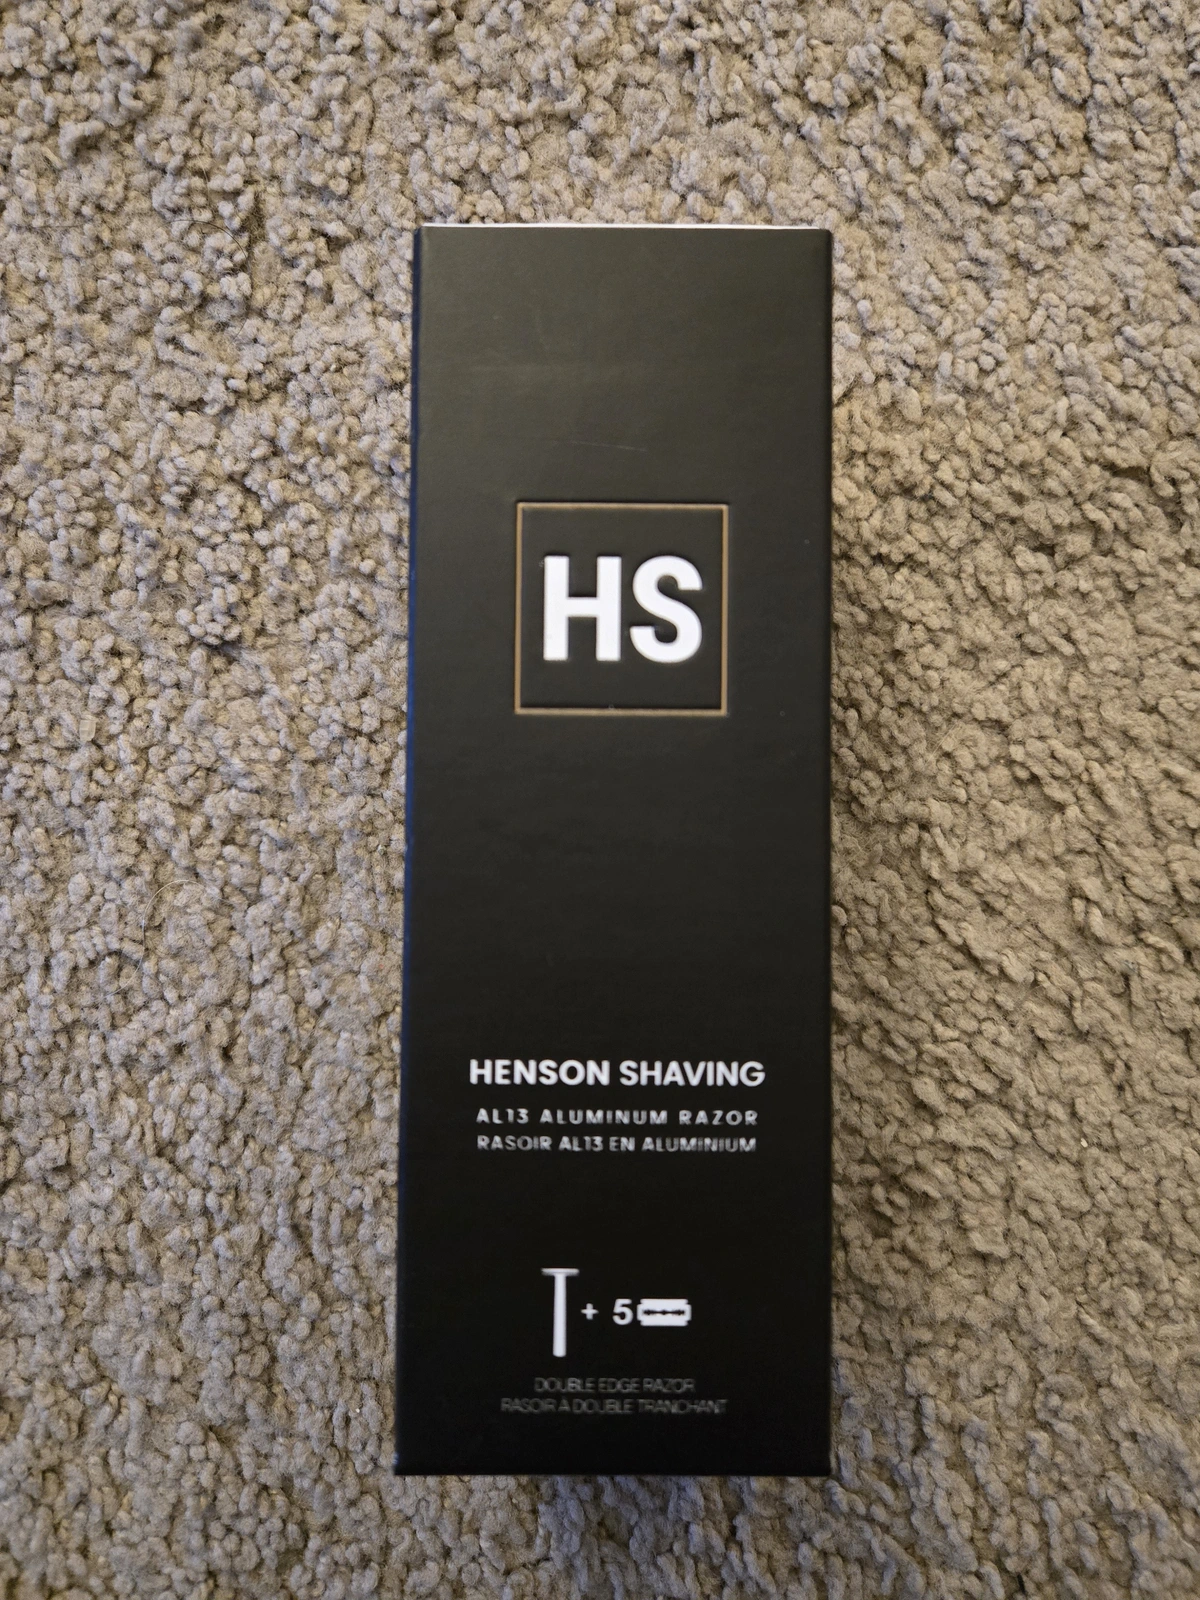 HS
HENSON SHAVING
AL13 ALUMINUM RAZOR
RASOIR AL13 EN ALUMINIUM
+ 5
DOUBLE EDGE RAZOR
RASOIR À DOUBLE TRANCHANT